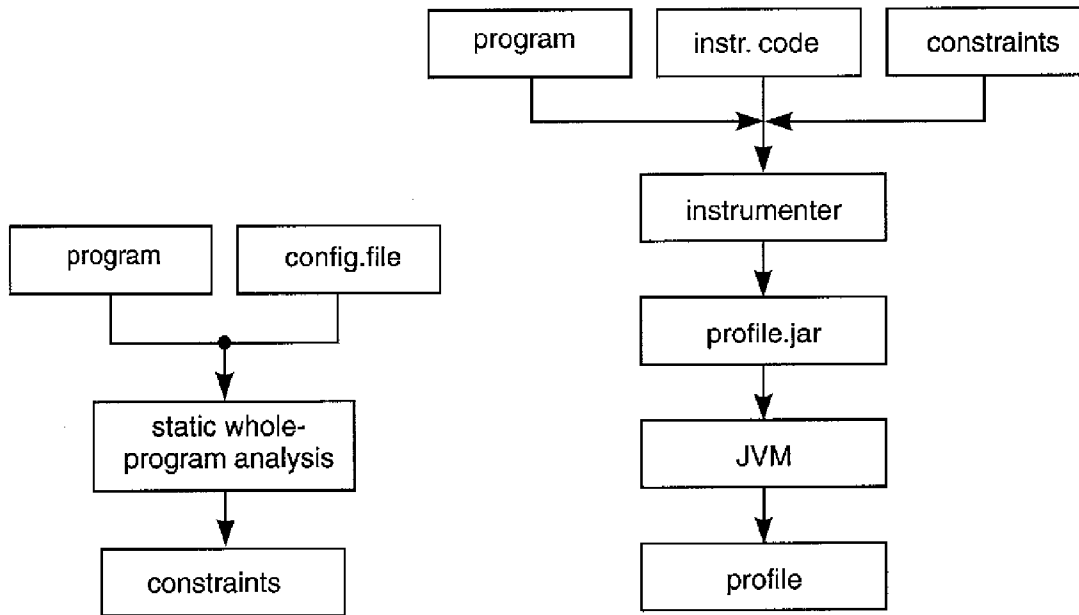 program
config.file
static whole-
program analysis
constraints
program
instr. code
constraints
instrumenter
profile.jar
JVM
profile